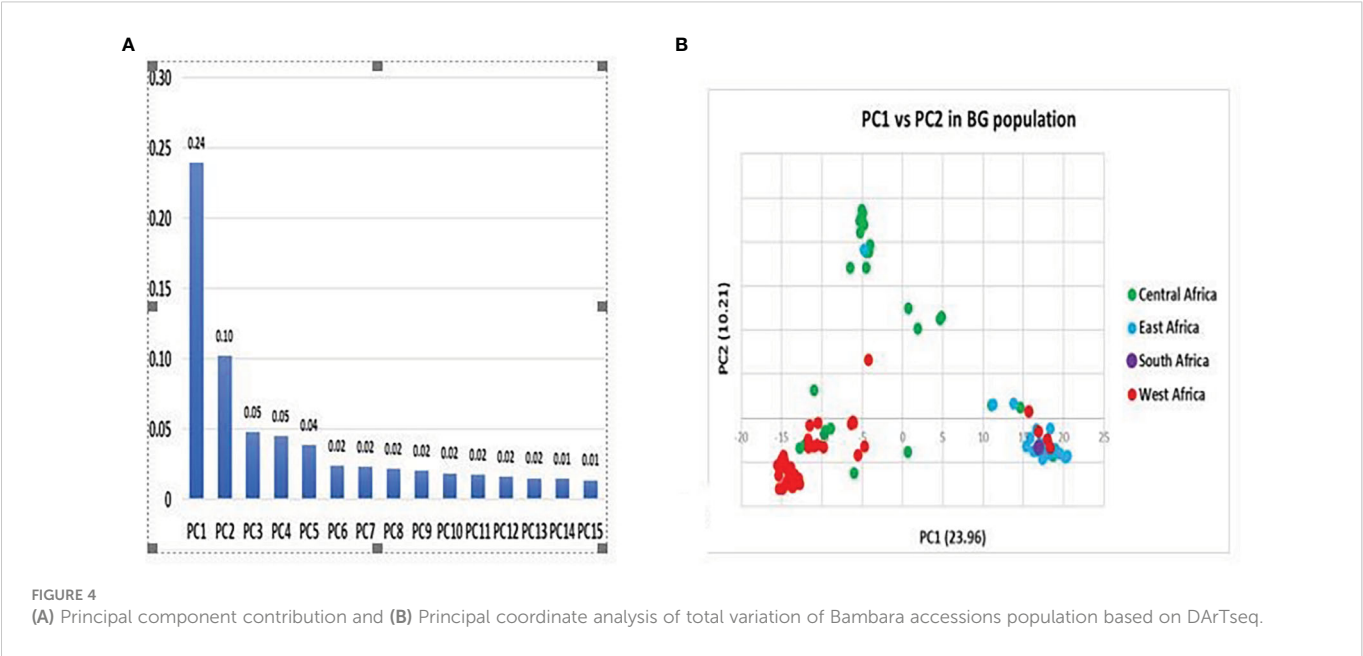 A
0.30
0.25
0.20
0.15
0.10
0.05
0
0.24
0.10
0.05
0.05
0.04
0.02
0.02
0.02
0.02
0.02
0.02
0.02
0.02
0.01
0.01
PC1 PC2 PC3 PC4 PC5 PC6 PC7 PC8 PC9 PC10 PC11 PC12 PC13 PC14 PC15
B
PC1 vs PC2 in BG population
PC2 (10.21)
-20 -15 0 5 10 15 20 25
PC1 (23.96)
Central Africa
East Africa
South Africa
West Africa
FIGURE 4
(A) Principal component contribution and (B) Principal coordinate analysis of total variation of Bambara accessions population based on DArTseq.